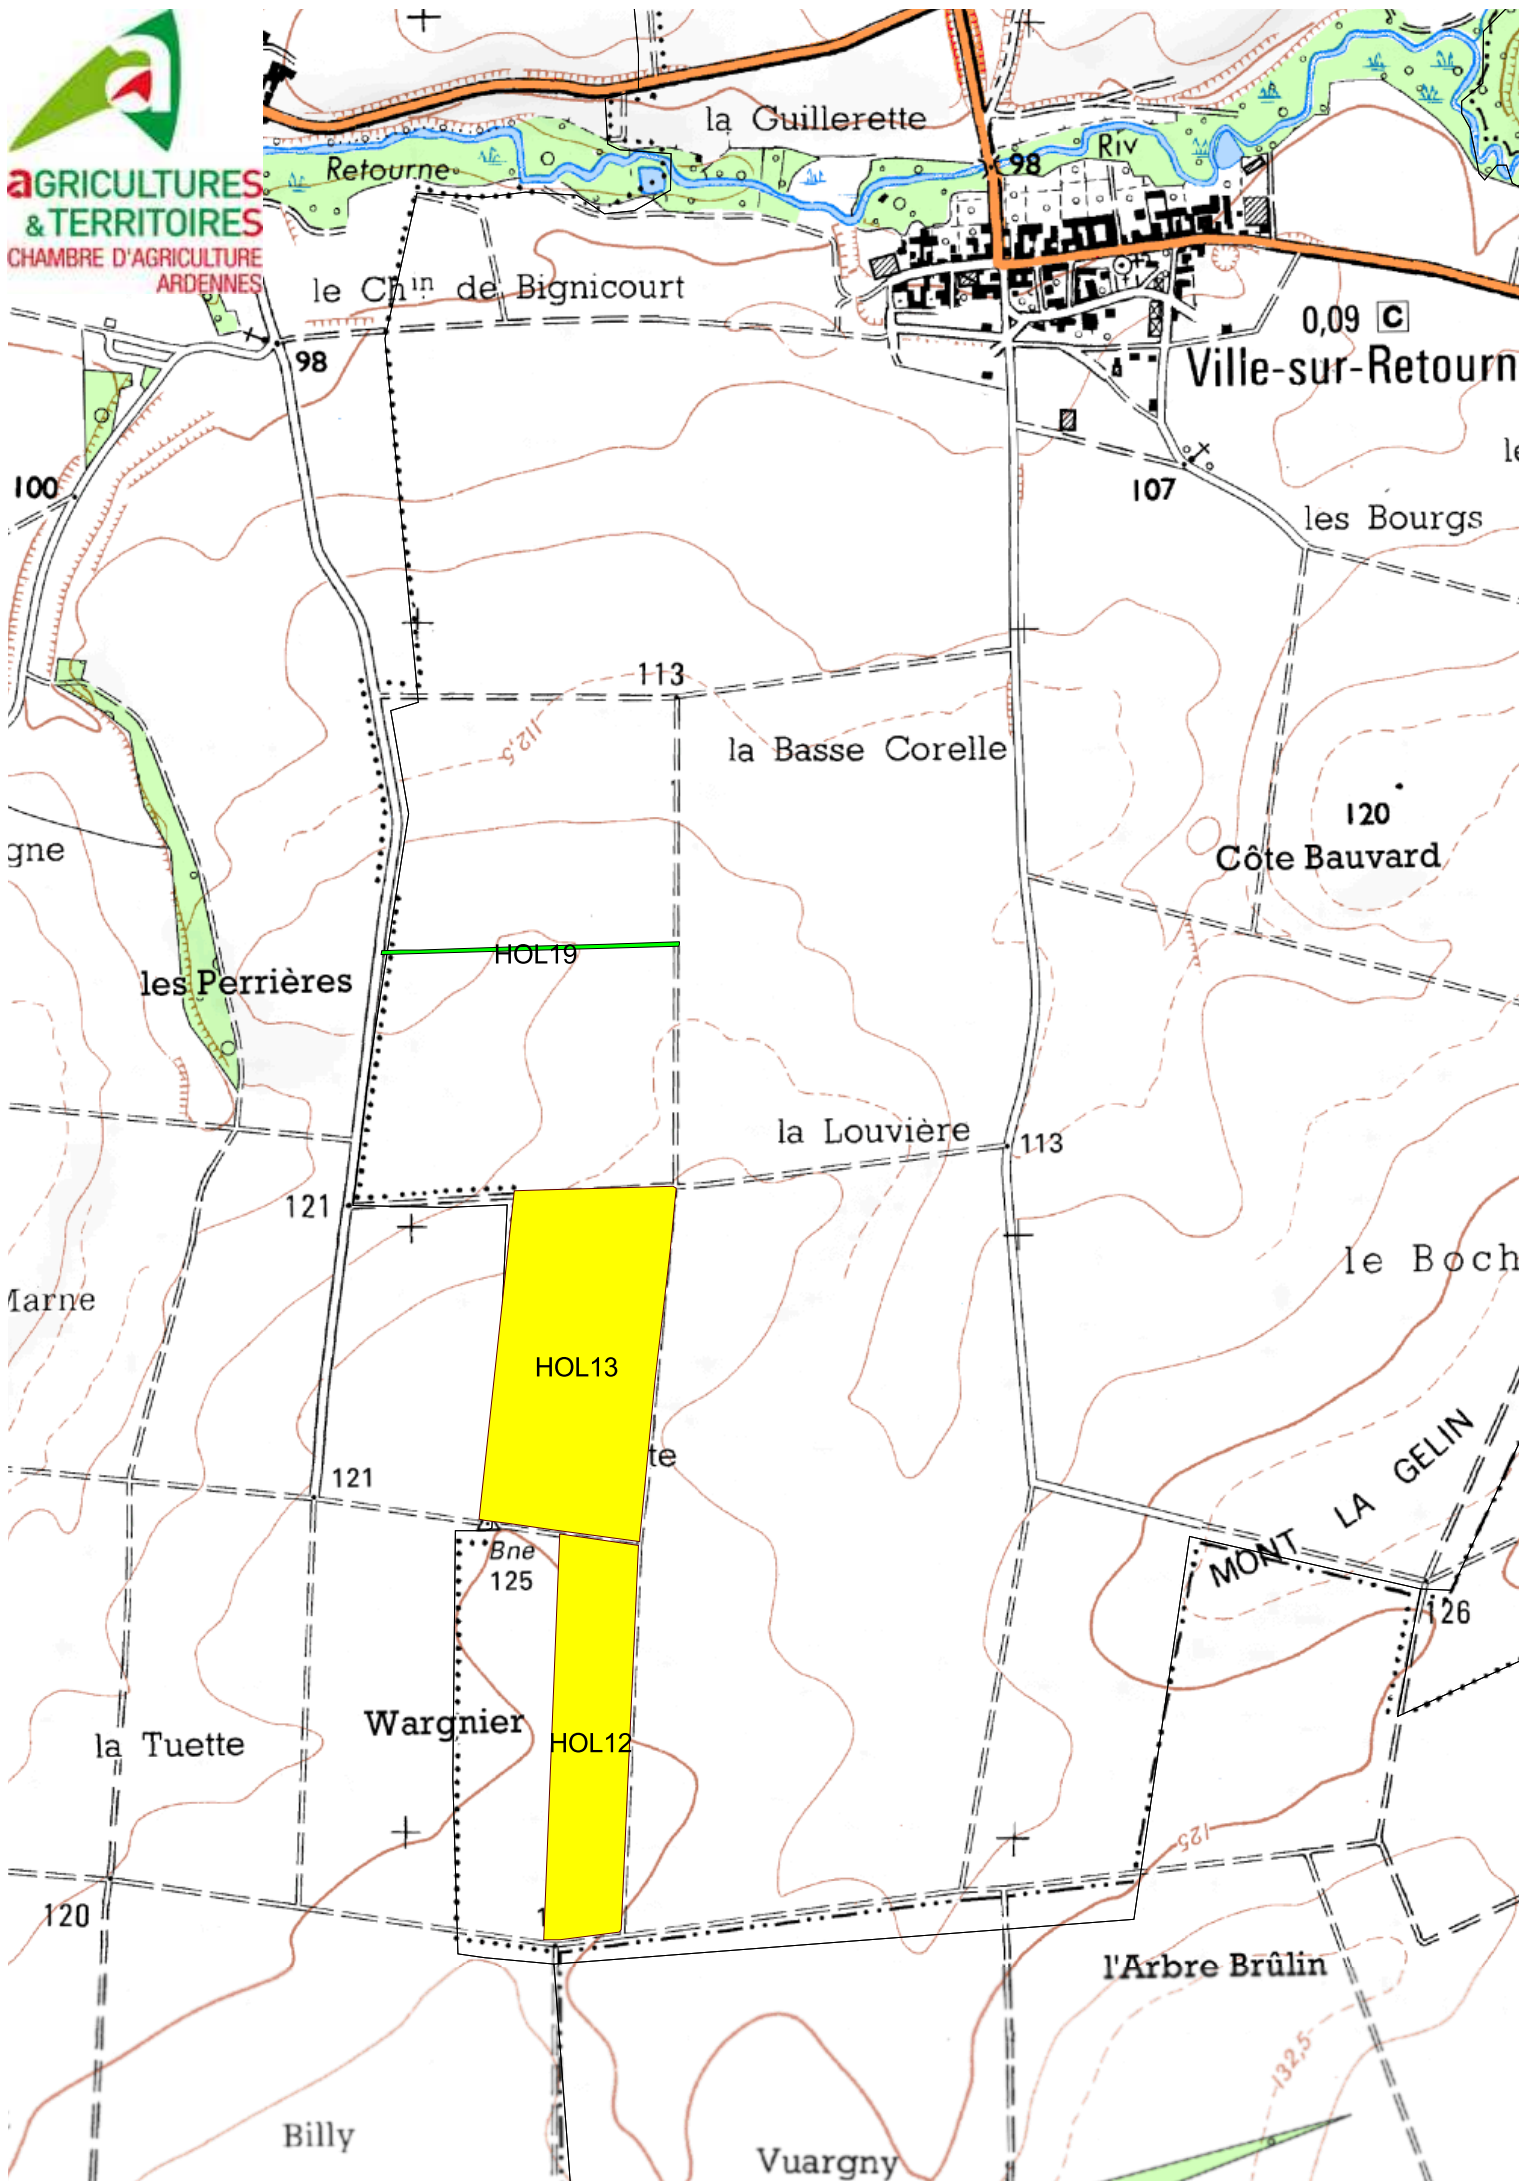 aGRICULTURES
& TERRITOIRES
CHAMBRE D'AGRICULTURE
ARDENNES
la Guillerette
Retourne
98
Riv
le Chin de Bignicourt
0,09 C
98
Ville-sur-Retourn
100
107
les Bourgs
113
112,5
la Basse Corelle
120
Côte Bauvard
gne
HOL19
les Perrières
la Louvière
113
121
le Boch
Marne
HOL13
te
MONT LA GELIN
121
Bne
125
126
Wargnier
la Tuette
HOL12
125
120
1
l'Arbre Brûlin
132,5
Billy
Vuargny